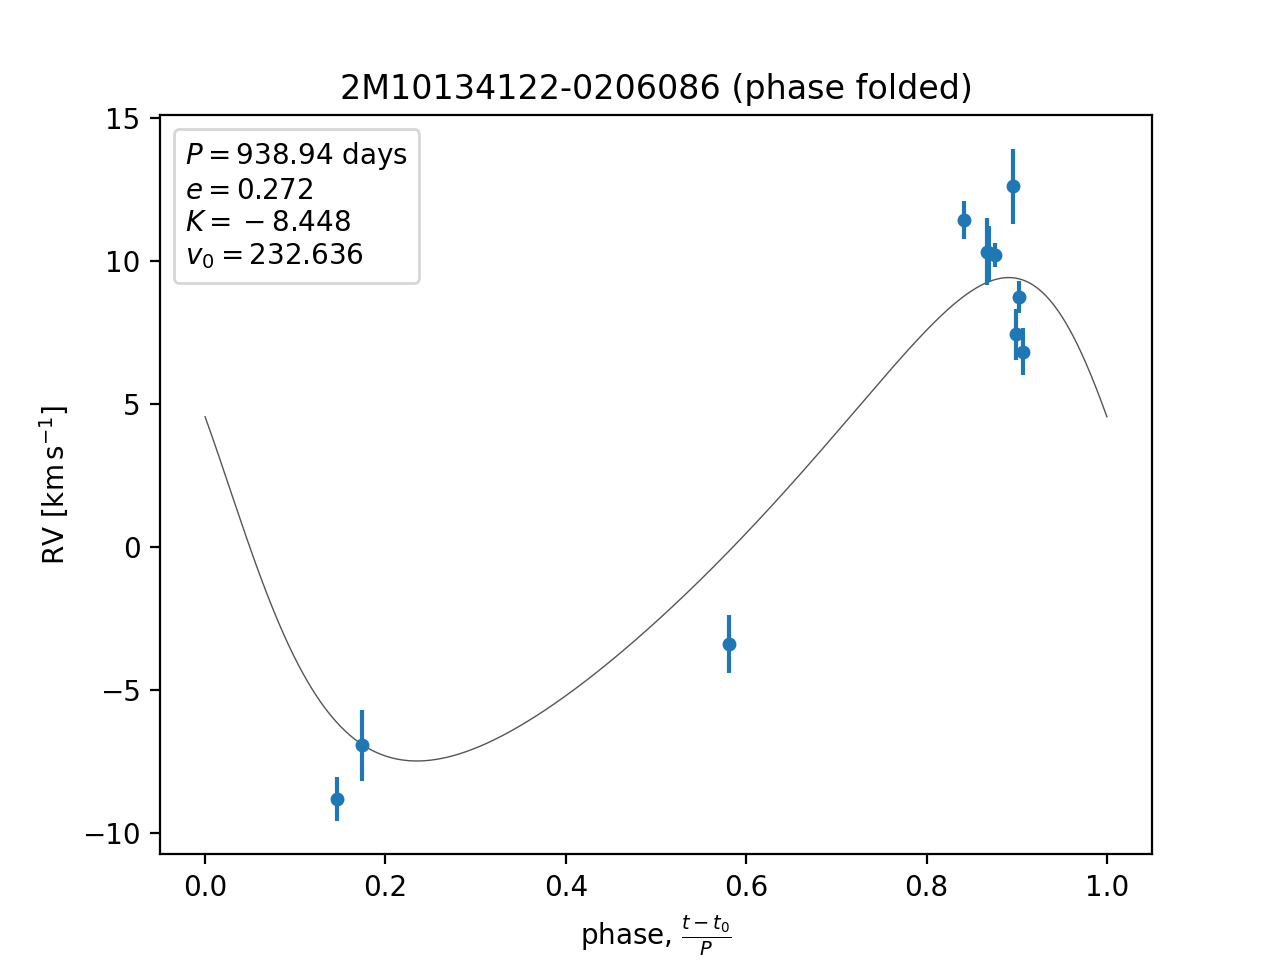 2M10134122-0206086 (phase folded)
P = 938.94 days
e = 0.272
K = −8.448
v₀ = 232.636
15
10
5
0
−5
−10
RV [km s⁻¹]
0.0 0.2 0.4 0.6 0.8 1.0
phase, (t − t₀)/P